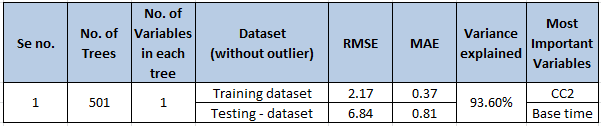 Se no.
No. of Trees
No. of Variables in each tree
Dataset (without outlier)
RMSE
MAE
Variance explained
Most Important Variables
1
501
1
Training dataset
2.17
0.37
93.60%
CC2
Testing - dataset
6.84
0.81
Base time